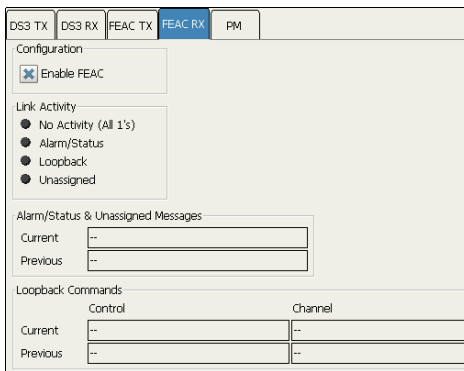 DS3 TX DS3 RX FEAC TX FEAC RX PM
Configuration
Enable FEAC
Link Activity
No Activity (All 1's)
Alarm/Status
Loopback
Unassigned
Alarm/Status & Unassigned Messages
Current --
Previous --
Loopback Commands
Control Channel
Current -- --
Previous -- --